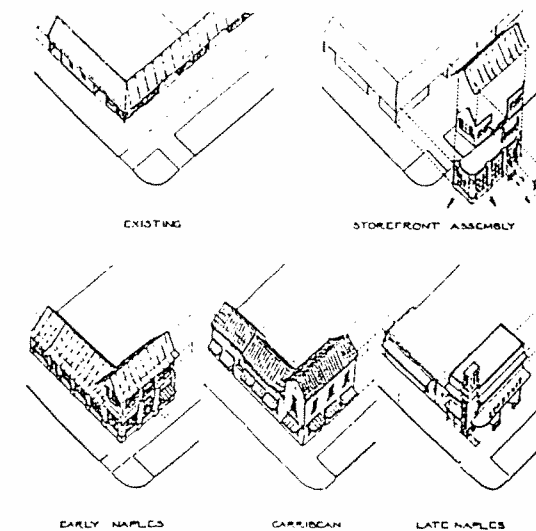 EXISTING
STOREFRONT ASSEMBLY
EARLY NAPLES
CARRIBEAN
LATE NAPLES